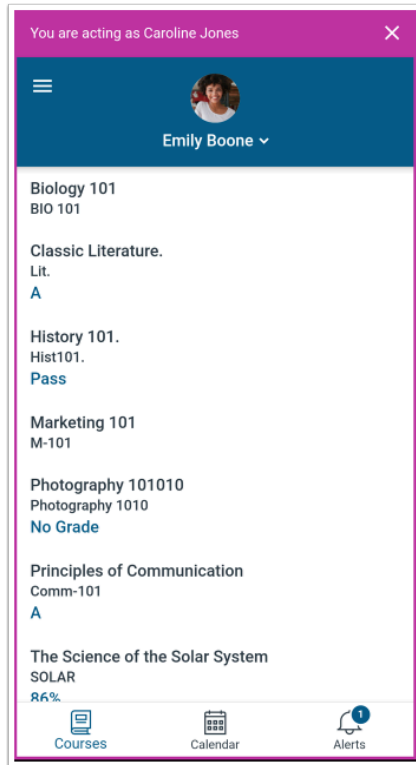 You are acting as Caroline Jones
Emily Boone
Biology 101
BIO 101
Classic Literature.
Lit.
A
History 101.
Hist101.
Pass
Marketing 101
M-101
Photography 101010
Photography 1010
No Grade
Principles of Communication
Comm-101
A
The Science of the Solar System
SOLAR
86%
1
Courses
Calendar
Alerts